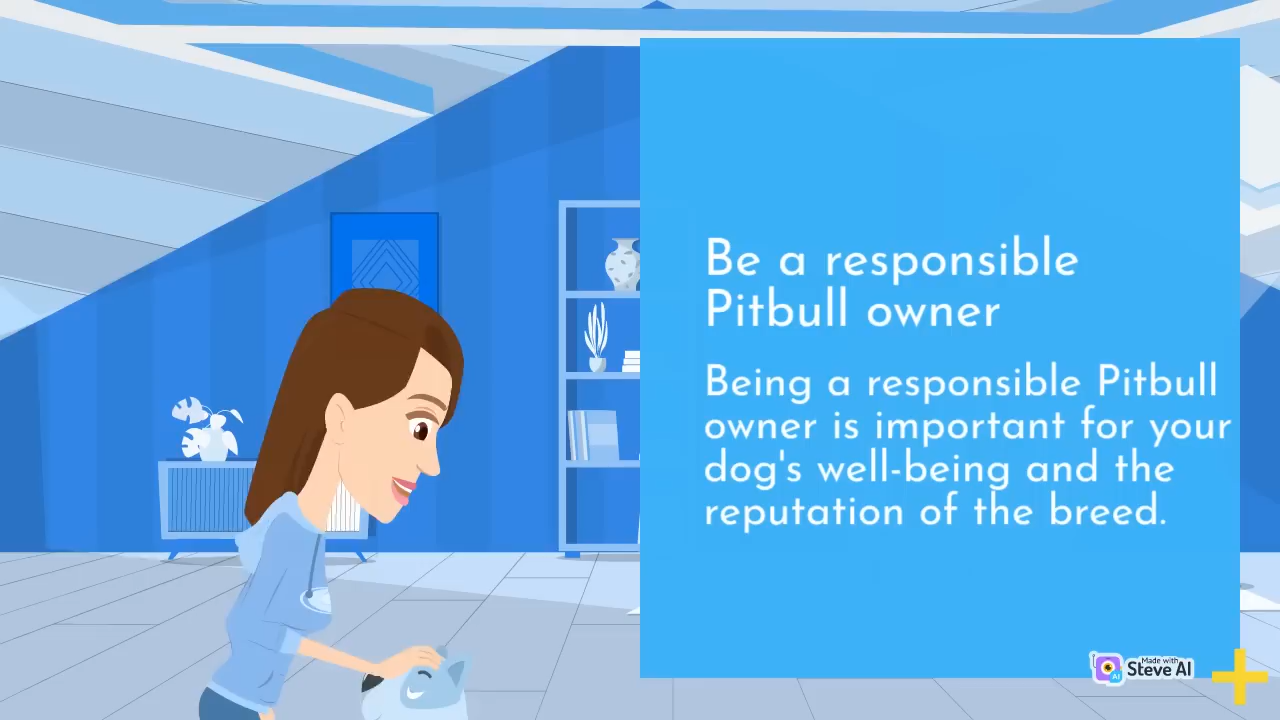 Be a responsible
Pitbull owner
Being a responsible Pitbull
owner is important for your
dog's well-being and the
reputation of the breed.
Made with
Steve AI
AI